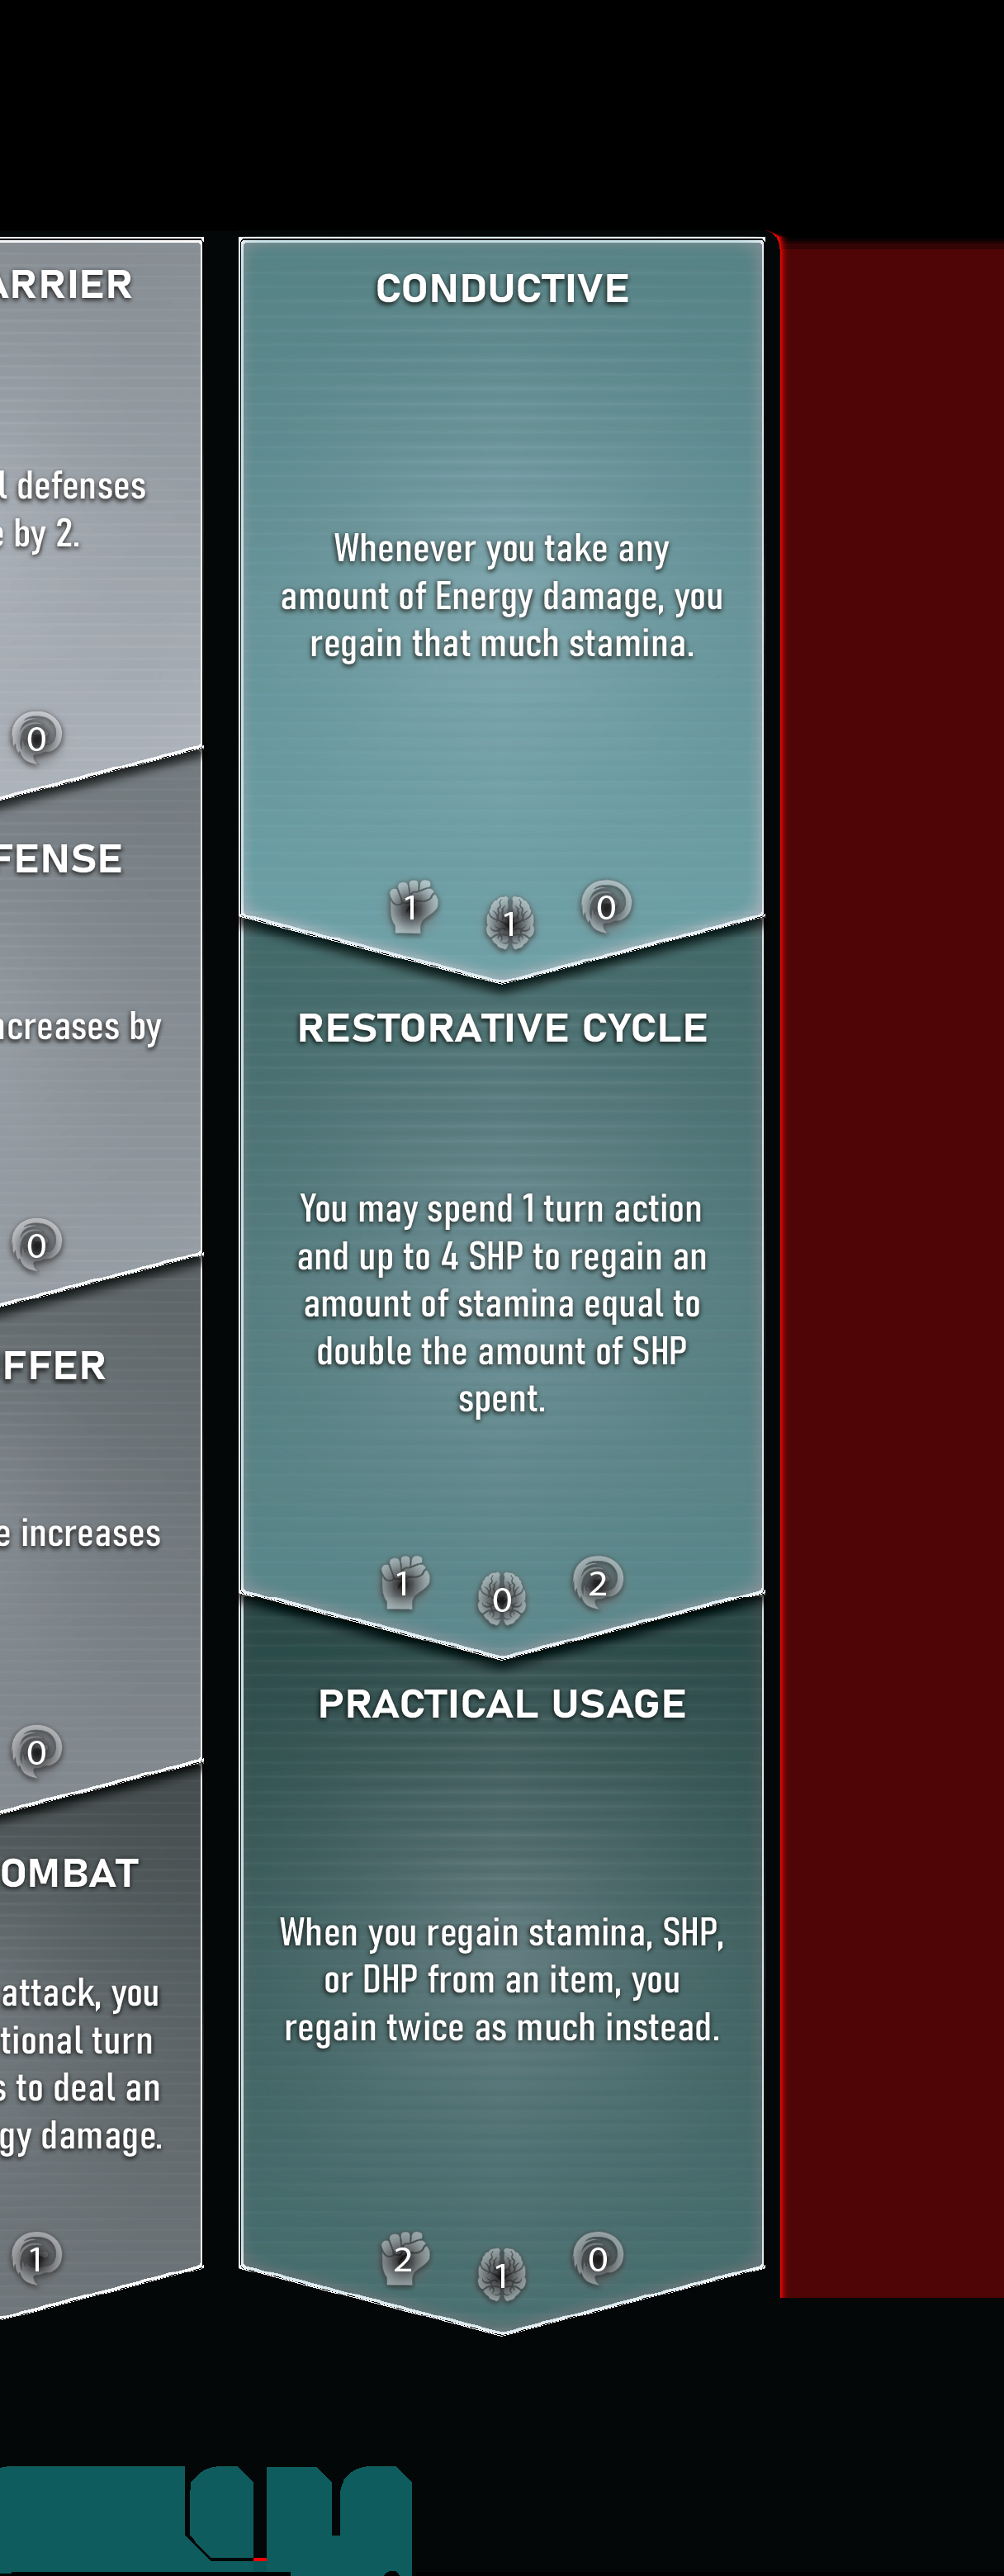 ARRIER
defenses
by 2.
0
FENSE
ncreases by
0
FFER
e increases
0
OMBAT
attack, you
tional turn
s to deal an
gy damage.
1
CONDUCTIVE
Whenever you take any
amount of Energy damage, you
regain that much stamina.
1 1 0
RESTORATIVE CYCLE
You may spend 1 turn action
and up to 4 SHP to regain an
amount of stamina equal to
double the amount of SHP
spent.
1 0 2
PRACTICAL USAGE
When you regain stamina, SHP,
or DHP from an item, you
regain twice as much instead.
2 1 0